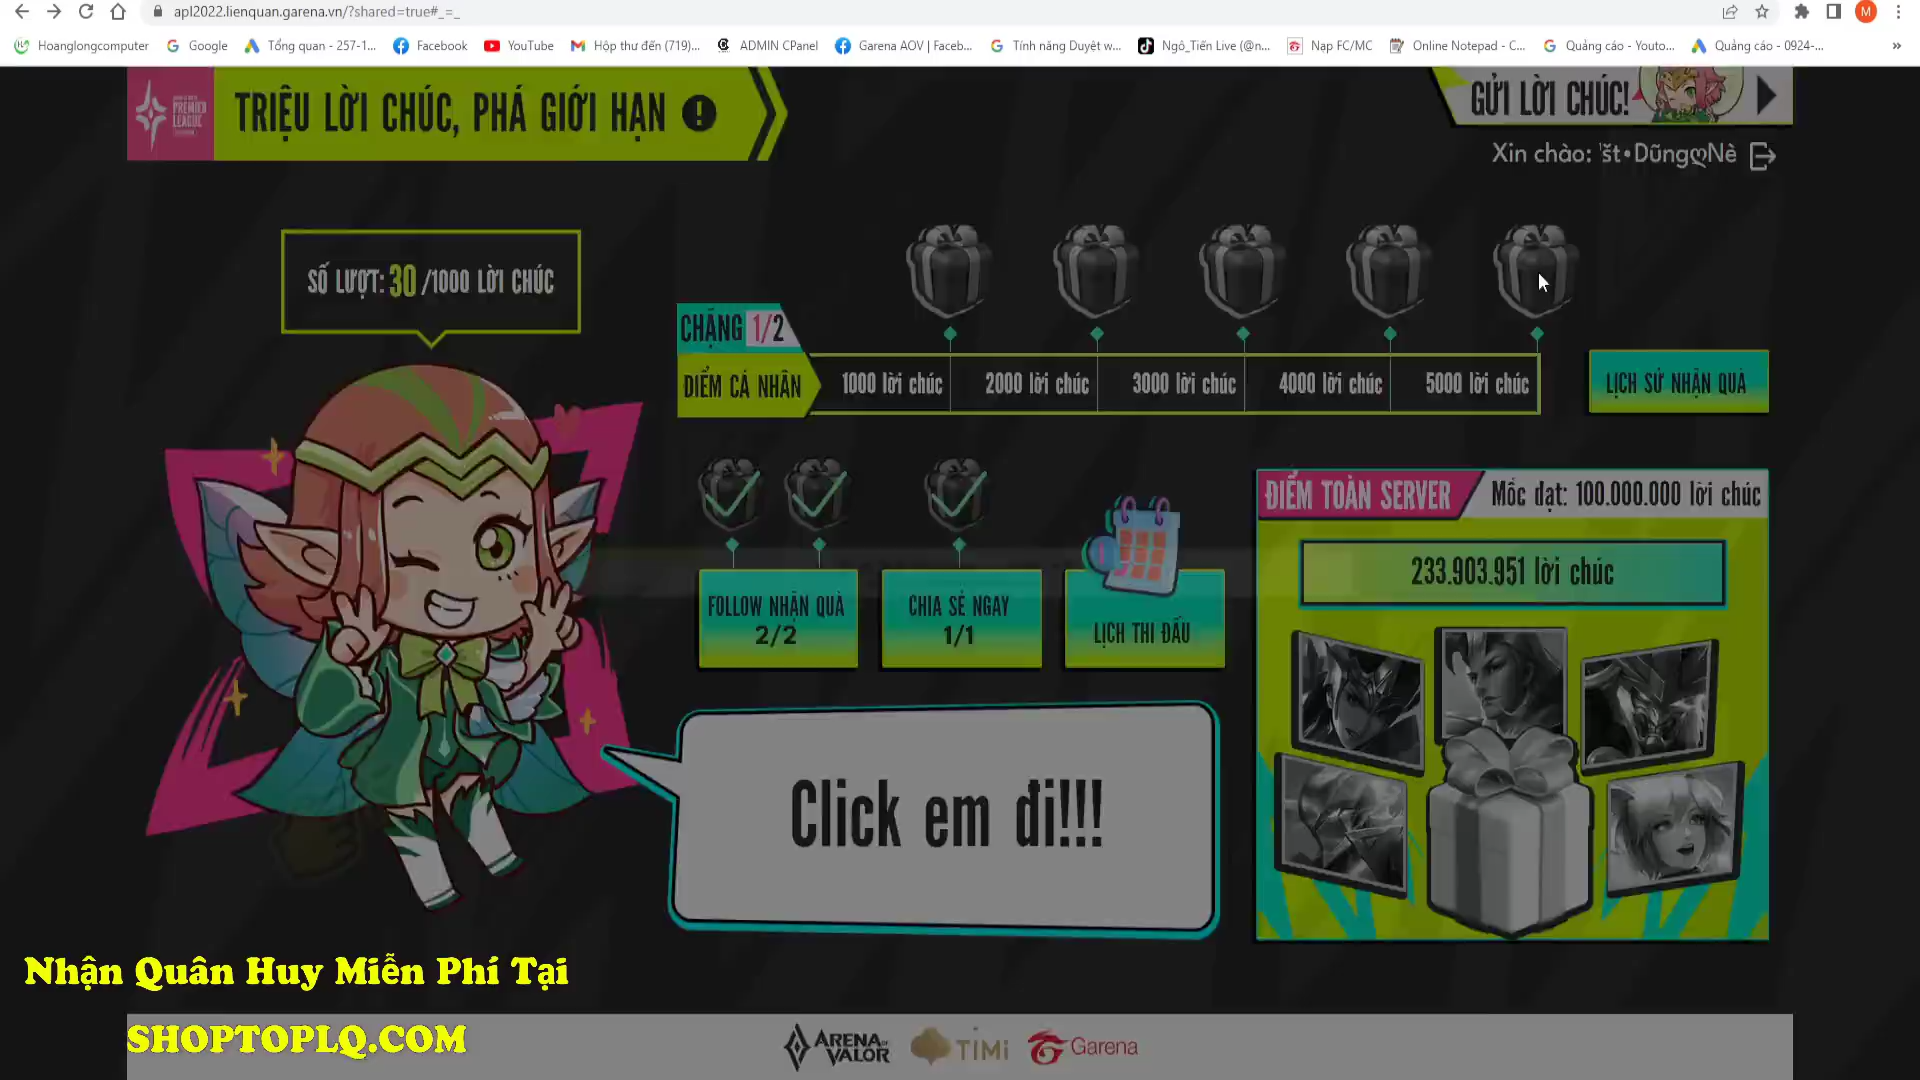 apl2022.lienquan.garena.vn/?shared=true#_=_
Hoanglongcomputer
Google
Tổng quan - 257-1...
Facebook
YouTube
Hộp thư đến (719)...
ADMIN CPanel
Garena AOV | Faceb...
Tính năng Duyệt w...
Ngô_Tiến Live (@n...
Nạp FC/MC
Online Notepad - C...
Quảng cáo - Youto...
Quảng cáo - 0924-...
M
PREMIER LEAGUE
TRIỆU LỜI CHÚC, PHÁ GIỚI HẠN
GỬI LỜI CHÚC!
Xin chào: 'št•DũngღNè
SỐ LƯỢT: 30 /1000 LỜI CHÚC
CHẶNG 1/2
ĐIỂM CÁ NHÂN
1000 lời chúc
2000 lời chúc
3000 lời chúc
4000 lời chúc
5000 lời chúc
LỊCH SỬ NHẬN QUÀ
FOLLOW NHẬN QUÀ
2/2
CHIA SẺ NGAY
1/1
LỊCH THI ĐẤU
ĐIỂM TOÀN SERVER
Mốc đạt: 100.000.000 lời chúc
233.903.951 lời chúc
Click em đi!!!
Nhận Quân Huy Miễn Phí Tại
SHOPTOPLQ.COM
ARENA OF VALOR
TiMi
Garena